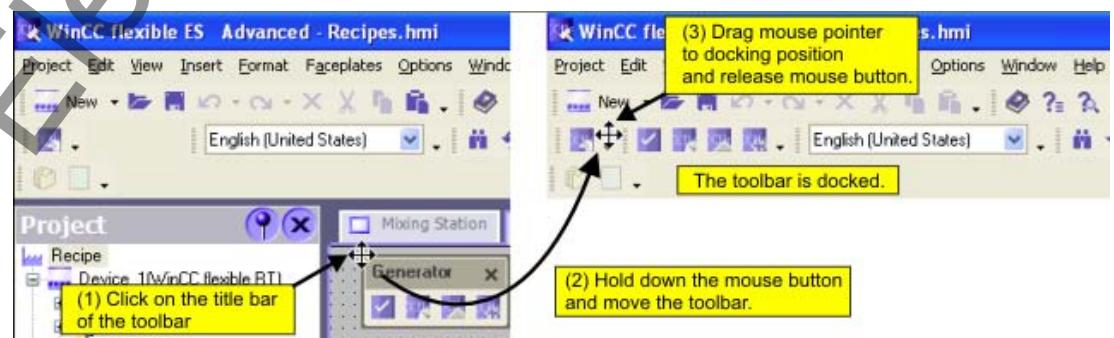 WinCC flexible ES Advanced - Recipes.hmi
Project Edit View Insert Format Faceplates Options
New
English (United States)
Project
Mixing Station
Recipe
Device_1(WinCC flexible RT)
Generator
(1) Click on the title bar
of the toolbar
WinCC
(3) Drag mouse pointer
to docking position
and release mouse button.
Project Edit Options Window Help
New
English (United States)
The toolbar is docked.
(2) Hold down the mouse button
and move the toolbar.